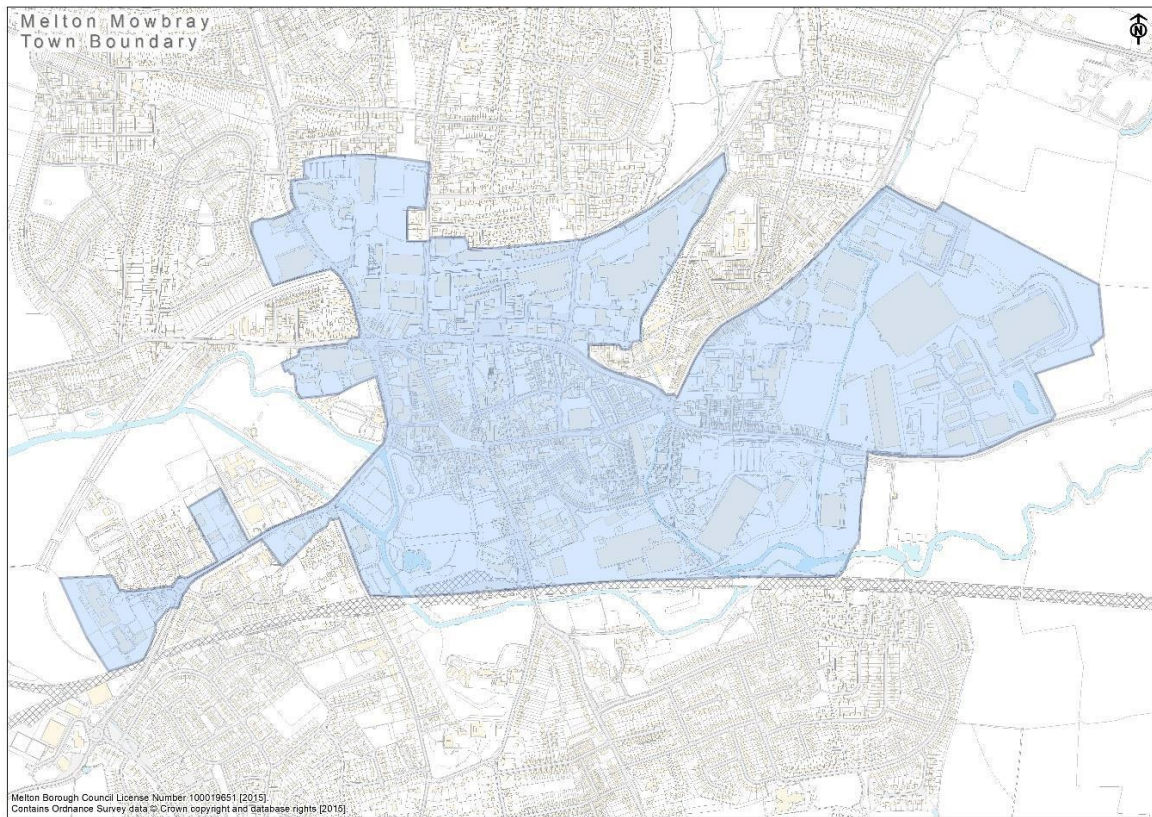 Melton Mowbray
Town Boundary
N
Melton Borough Council License Number 100019651 [2015]
Contains Ordnance Survey data © Crown copyright and database rights [2015]